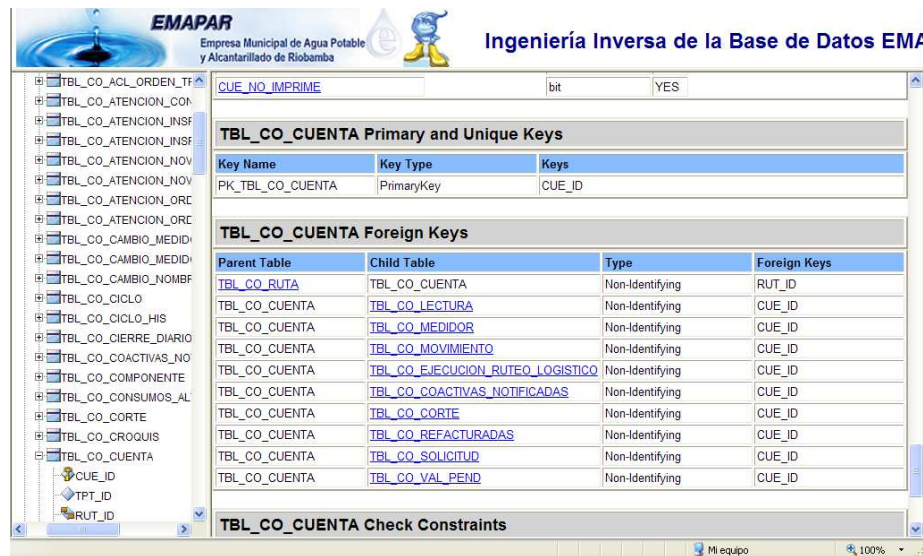 EMAPAR
Empresa Municipal de Agua Potable
y Alcantarillado de Riobamba
Ingeniería Inversa de la Base de Datos EMA
TBL_CO_ACL_ORDEN_TF
TBL_CO_ATENCION_CON
TBL_CO_ATENCION_INSF
TBL_CO_ATENCION_INSF
TBL_CO_ATENCION_NOV
TBL_CO_ATENCION_NOV
TBL_CO_ATENCION_ORD
TBL_CO_ATENCION_ORD
TBL_CO_CAMBIO_MEDID
TBL_CO_CAMBIO_MEDID
TBL_CO_CAMBIO_NOMBR
TBL_CO_CICLO
TBL_CO_CICLO_HIS
TBL_CO_CIERRE_DIARIO
TBL_CO_COACTIVAS_NO
TBL_CO_COMPONENTE
TBL_CO_CONSUMOS_AL
TBL_CO_CORTE
TBL_CO_CROQUIS
TBL_CO_CUENTA
CUE_ID
TPT_ID
RUT_ID
CUE_NO_IMPRIME bit YES
TBL_CO_CUENTA Primary and Unique Keys
Key Name Key Type Keys
PK_TBL_CO_CUENTA PrimaryKey CUE_ID
TBL_CO_CUENTA Foreign Keys
Parent Table Child Table Type Foreign Keys
TBL_CO_RUTA TBL_CO_CUENTA Non-Identifying RUT_ID
TBL_CO_CUENTA TBL_CO_LECTURA Non-Identifying CUE_ID
TBL_CO_CUENTA TBL_CO_MEDIDOR Non-Identifying CUE_ID
TBL_CO_CUENTA TBL_CO_MOVIMIENTO Non-Identifying CUE_ID
TBL_CO_CUENTA TBL_CO_EJECUCION_RUTEO_LOGISTICO Non-Identifying CUE_ID
TBL_CO_CUENTA TBL_CO_COACTIVAS_NOTIFICADAS Non-Identifying CUE_ID
TBL_CO_CUENTA TBL_CO_CORTE Non-Identifying CUE_ID
TBL_CO_CUENTA TBL_CO_REFACTURADAS Non-Identifying CUE_ID
TBL_CO_CUENTA TBL_CO_SOLICITUD Non-Identifying CUE_ID
TBL_CO_CUENTA TBL_CO_VAL_PEND Non-Identifying CUE_ID
TBL_CO_CUENTA Check Constraints
Mi equipo 100%